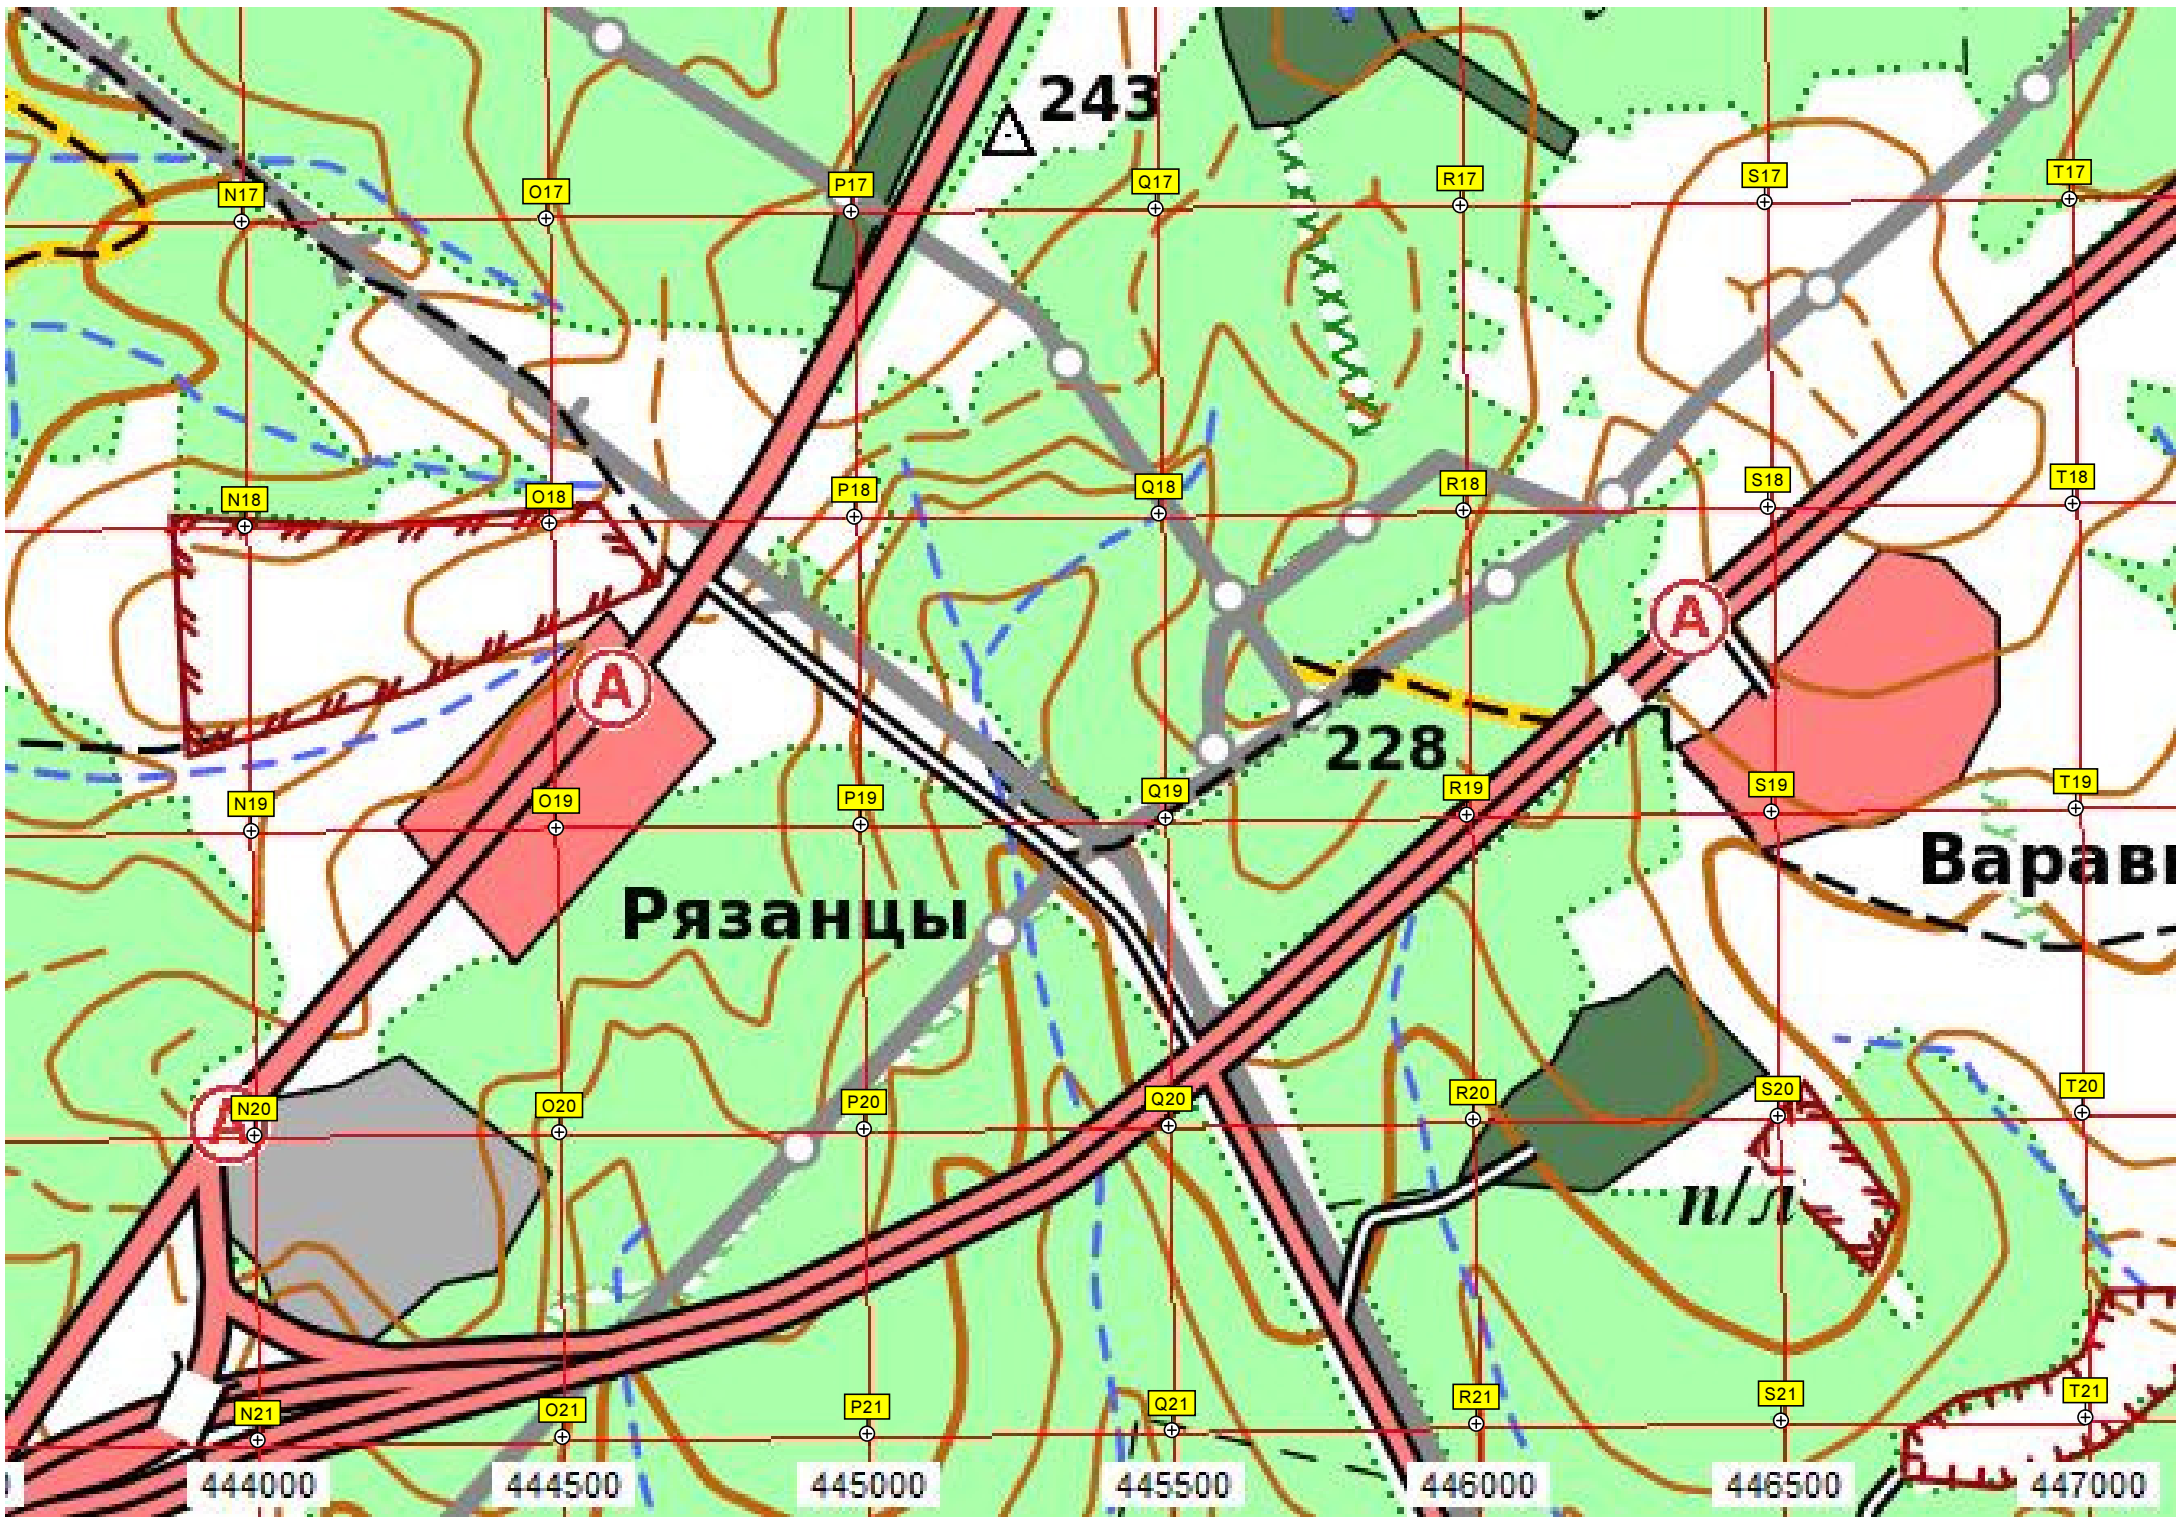 243
N17 O17 P17 Q17 R17 S17 T17
N18 O18 P18 Q18 R18 S18 T18
A
A
228
N19 O19 P19 Q19 R19 S19 T19
Варав
Рязанцы
A
N20 O20 P20 Q20 R20 S20 T20
п/л
N21 O21 P21 Q21 R21 S21 T21
444000 444500 445000 445500 446000 446500 447000